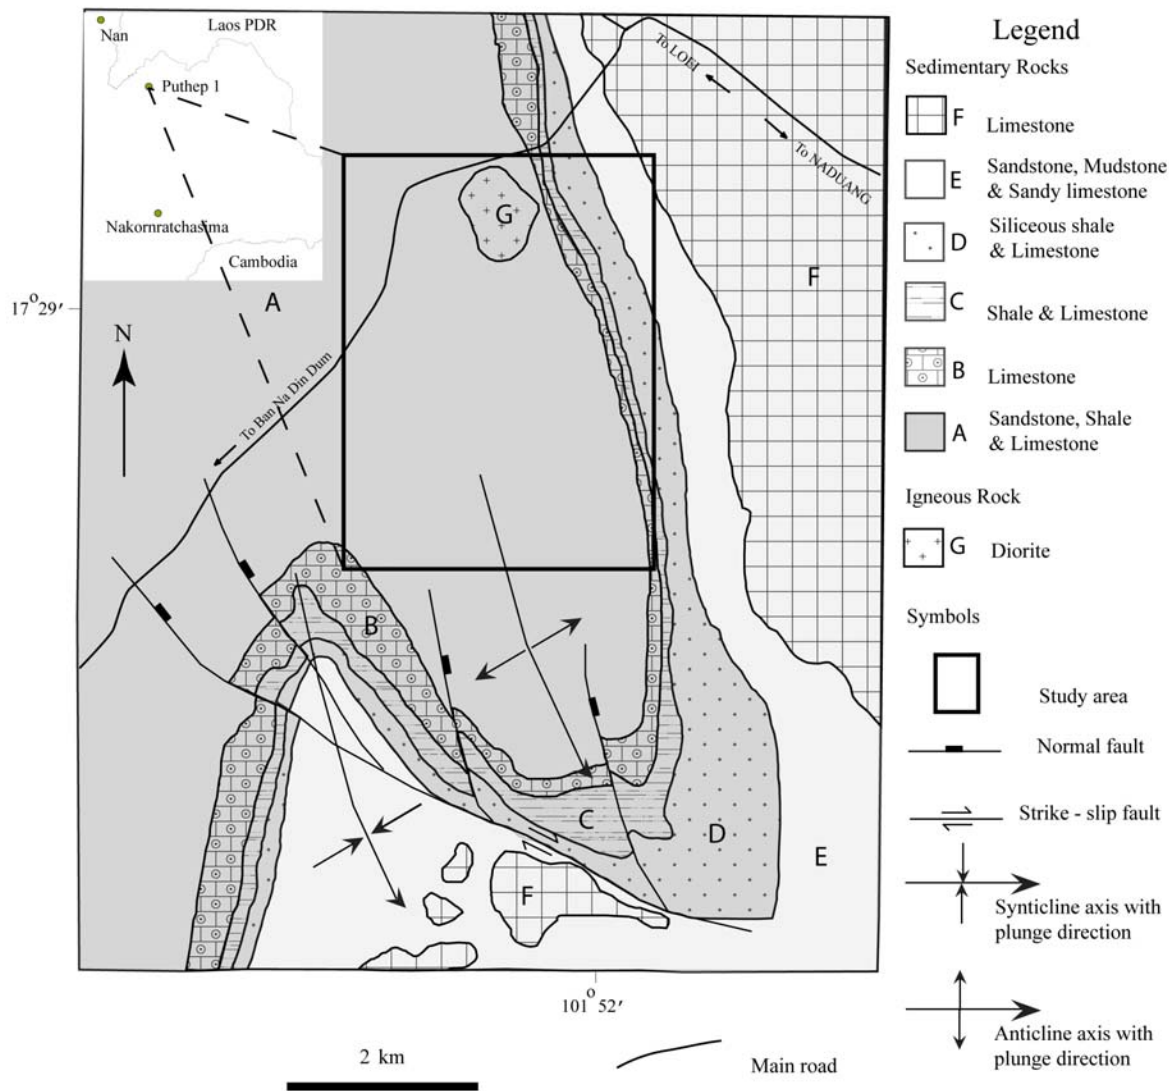 Nan
Laos PDR
Puthep 1
Nakornratchasima
Cambodia
To LOEI
To NADUANG
G
A
F
17°29′
N
To Ban Na Din Dum
B
C
D
E
F
101°52′
2 km
Main road
Legend
Sedimentary Rocks
F Limestone
E Sandstone, Mudstone
& Sandy limestone
D Siliceous shale
& Limestone
C Shale & Limestone
B Limestone
A Sandstone, Shale
& Limestone
Igneous Rock
G Diorite
Symbols
Study area
Normal fault
Strike - slip fault
Synticline axis with
plunge direction
Anticline axis with
plunge direction